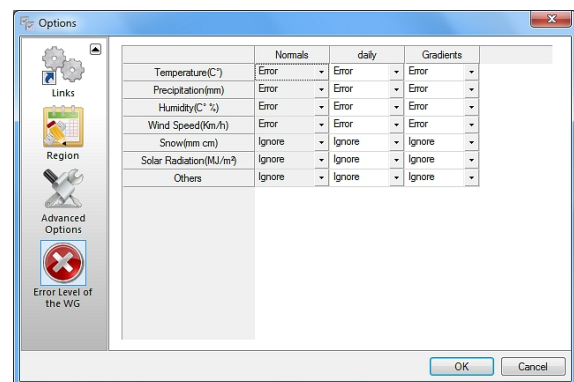 Options
Links
Region
Advanced
Options
Error Level of
the WG
Normals daily Gradients
Temperature(C°) Error Error Error
Precipitation(mm) Error Error Error
Humidity(C° %) Error Error Error
Wind Speed(Km/h) Error Error Error
Snow(mm cm) Ignore Ignore Ignore
Solar Radiation(MJ/m²) Ignore Ignore Ignore
Others Ignore Ignore Ignore
OK Cancel